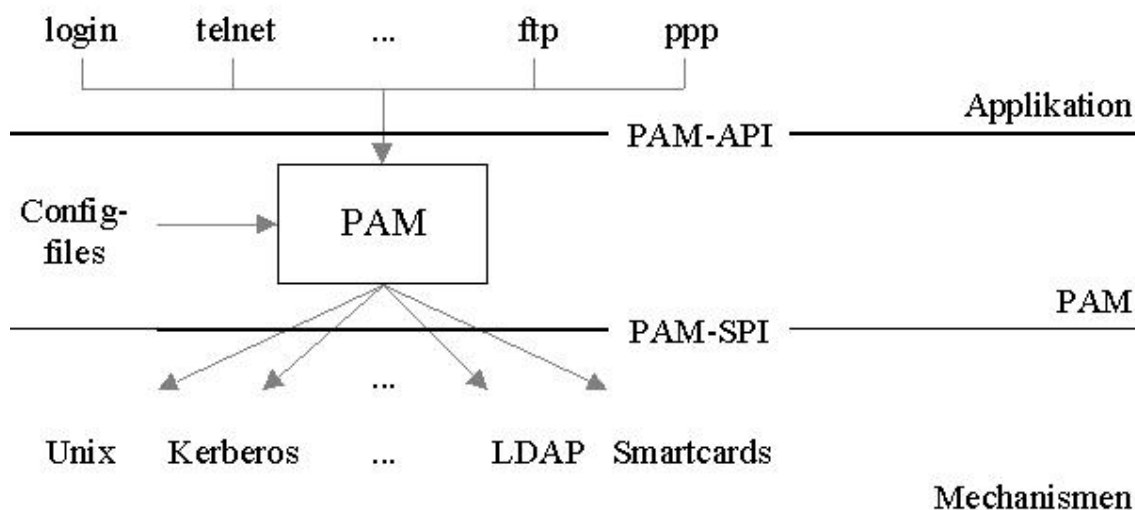 login telnet ... ftp ppp
Applikation
PAM-API
Config-
files
PAM
PAM
PAM-SPI
...
Unix Kerberos ... LDAP Smartcards
Mechanismen